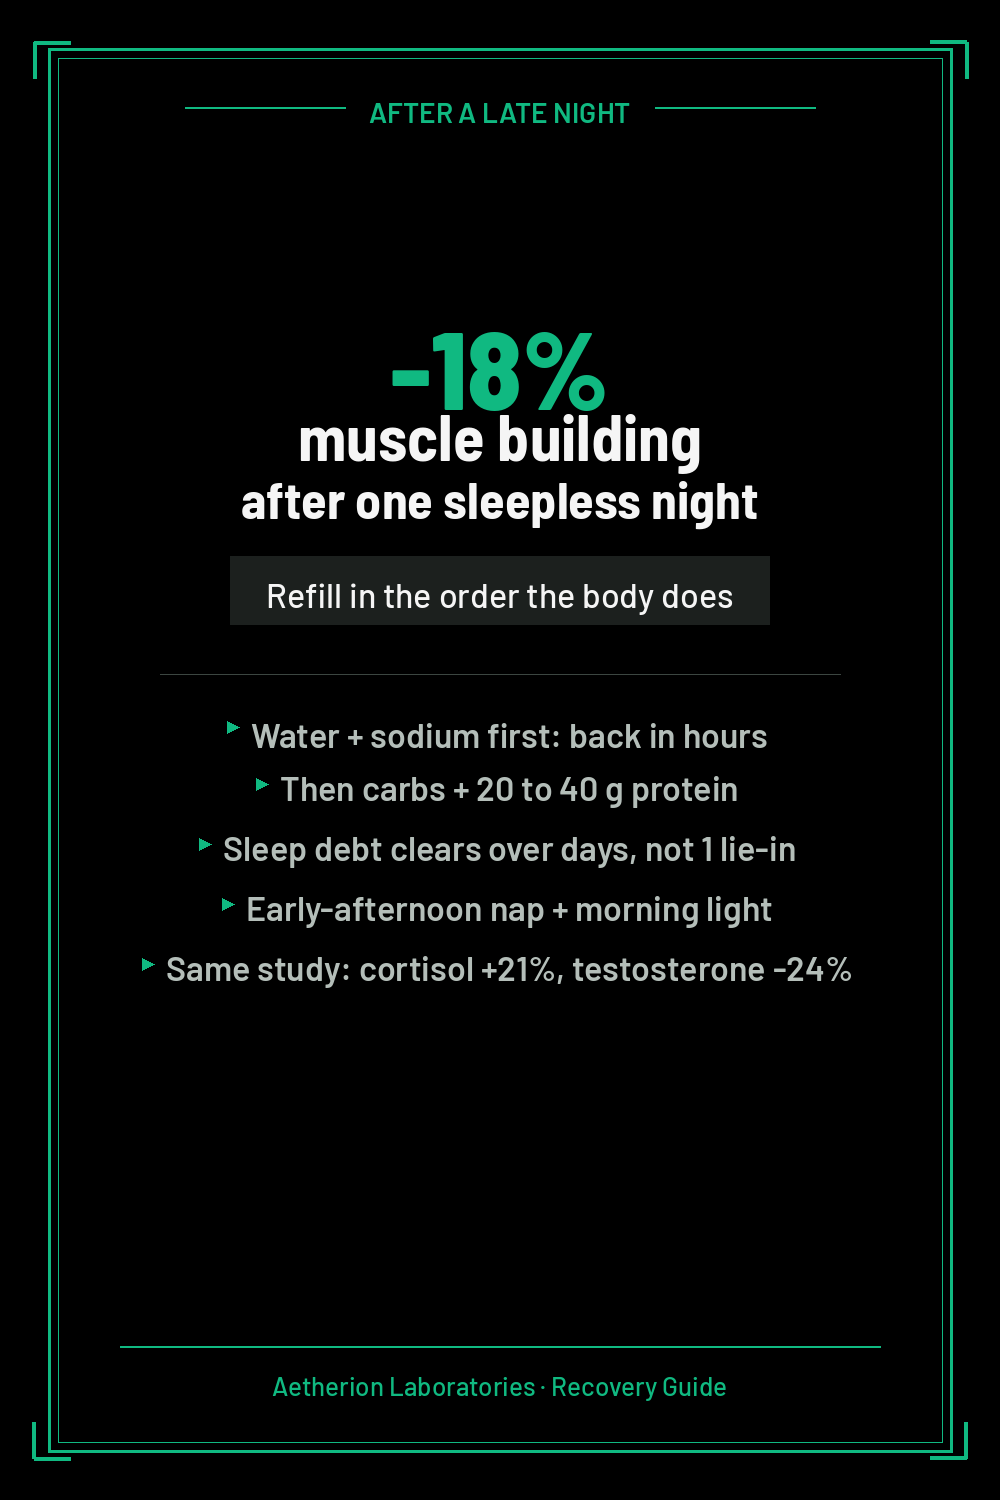 AFTER A LATE NIGHT
-18%
muscle building
after one sleepless night
Refill in the order the body does
▶ Water + sodium first: back in hours
▶ Then carbs + 20 to 40 g protein
▶ Sleep debt clears over days, not 1 lie-in
▶ Early-afternoon nap + morning light
▶ Same study: cortisol +21%, testosterone -24%
Aetherion Laboratories · Recovery Guide